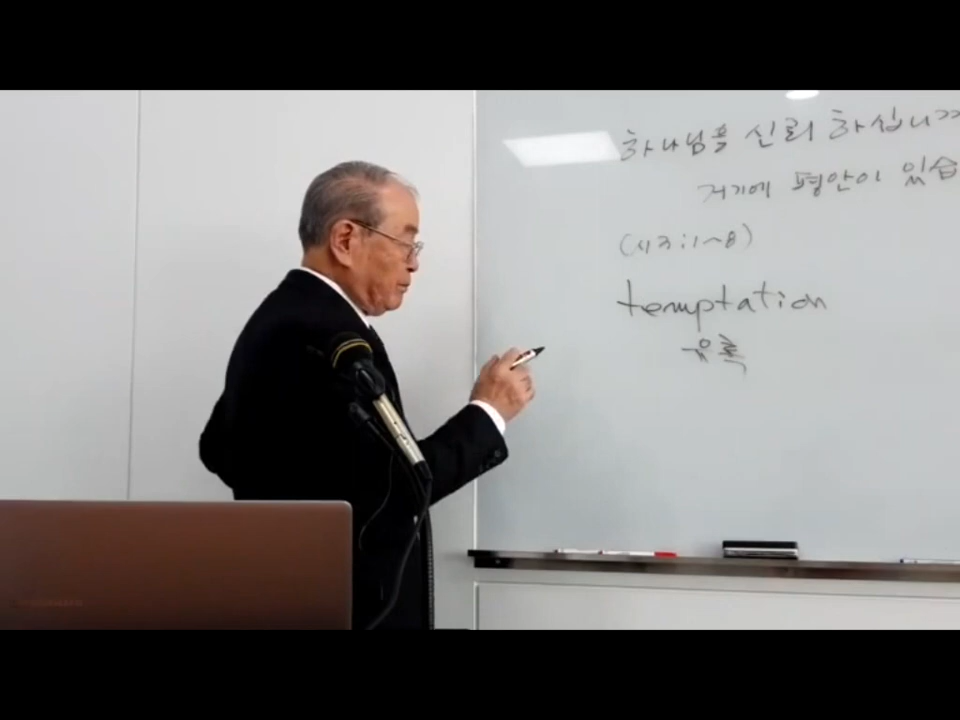 하나님을 신뢰 하십니까
거기에 평안이 있습
(시3:1~8)
temptation
유혹